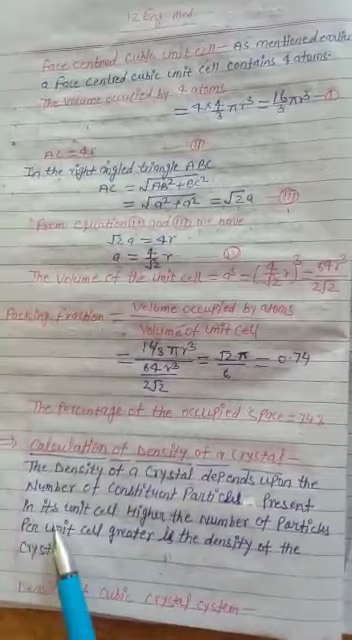 12 Eng med
Face centred cubic unit cell - As mentioned earlier
a Face centred cubic unit cell contains 4 atoms.
The volume occupied by 4 atoms
= 4 × 4/3 πr³ = 16/3 πr³ - ①
AC = 4r (ii)
In the right angled triangle ABC
AC = √AB² + BC²
= √a² + a² = √2 a (iii)
From equation (ii) and (iii) we have
√2 a = 4r
a = 4/√2 r (iv)
The volume of the unit cell = a³ = (4/√2 r)³ = 64r³/2√2
Packing fraction = Volume occupied by atoms
Volume of unit cell
= 16/3 πr³ / 64r³/2√2 = √2 π/6 = 0.74
The Percentage of the occupied space = 74%
→ Calculation of Density of a Crystal -
The Density of a Crystal depends upon the
Number of Constituent Particles Present
In its unit cell Higher the Number of Particles
Per unit cell greater is the density of the
Cryst
cubic crystal system -